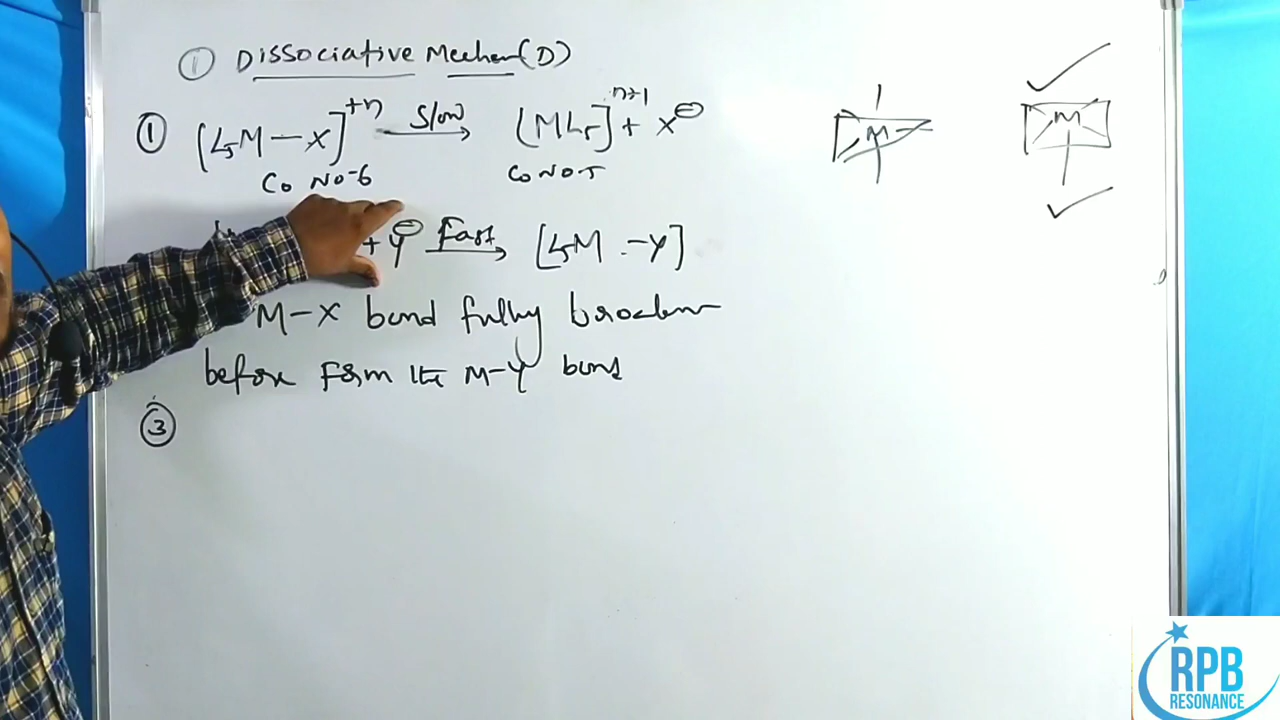 ① Dissociative Mechan(D)
① [L5M-X]^+n Slow → [ML5]^n+1 + X⊖
Co No-6 Co No-5
+ Y⊖ Fast → [L5M-Y]
M-X bond fully broken
before form the M-Y bond
③
M
M
RPB
RESONANCE